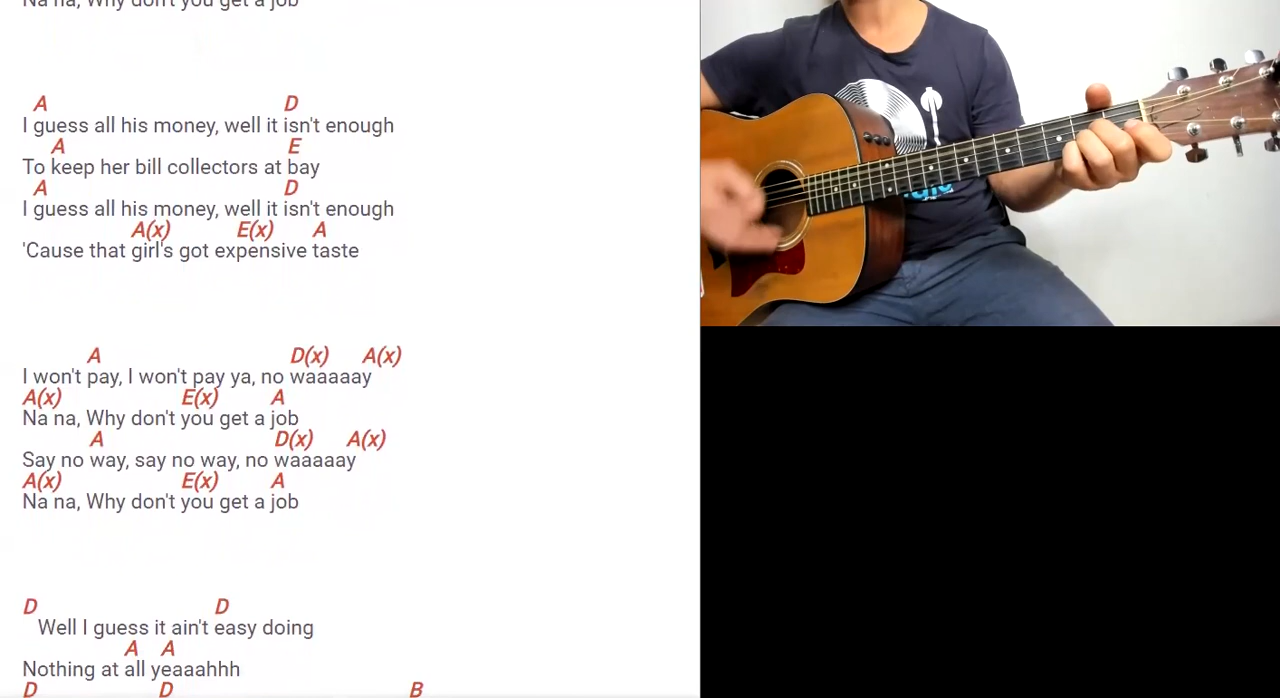 Na na, Why don't you get a job
A D
I guess all his money, well it isn't enough
A E
To keep her bill collectors at bay
A D
I guess all his money, well it isn't enough
A(x) E(x) A
'Cause that girl's got expensive taste
A D(x) A(x)
I won't pay, I won't pay ya, no waaaaay
A(x) E(x) A
Na na, Why don't you get a job
A D(x) A(x)
Say no way, say no way, no waaaaay
A(x) E(x) A
Na na, Why don't you get a job
D D
Well I guess it ain't easy doing
A A
Nothing at all yeaaahhh
D D B